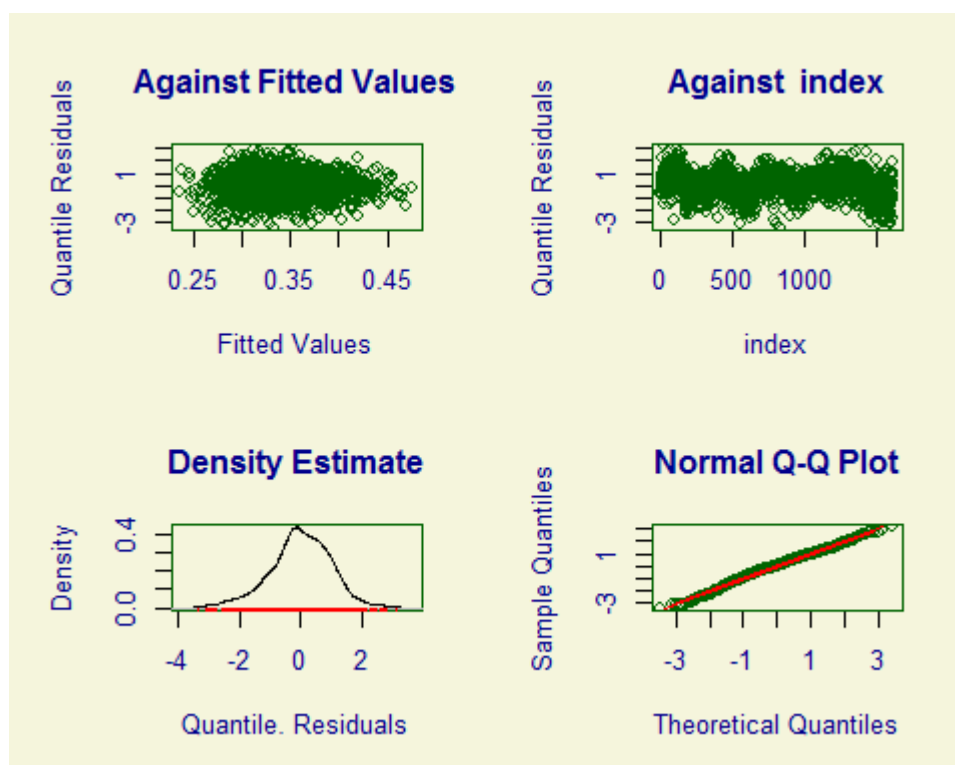 Against Fitted Values
Quantile Residuals
1
-3
0.25 0.35 0.45
Fitted Values
Against index
Quantile Residuals
1
-3
0 500 1000
index
Density Estimate
Density
0.4
0.0
-4 -2 0 2
Quantile. Residuals
Normal Q-Q Plot
Sample Quantiles
1
-3
-3 -1 1 3
Theoretical Quantiles